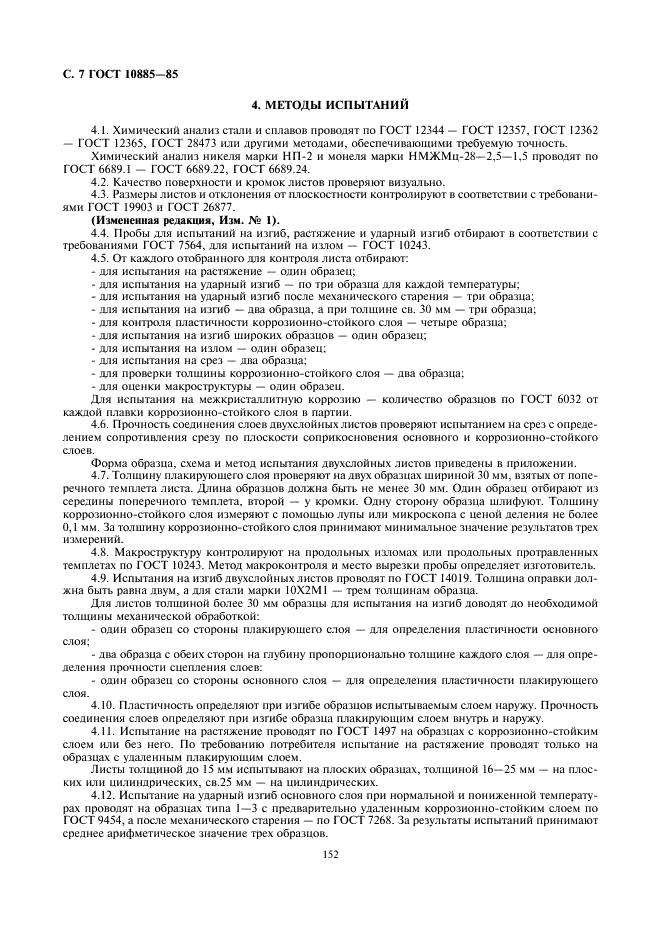 С. 7 ГОСТ 10885—85
4. МЕТОДЫ ИСПЫТАНИЙ
4.1. Химический анализ стали и сплавов проводят по ГОСТ 12344 — ГОСТ 12357, ГОСТ 12362
— ГОСТ 12365, ГОСТ 28473 или другими методами, обеспечивающими требуемую точность.
Химический анализ никеля марки НП-2 и монеля марки НМЖМц-28—2,5—1,5 проводят по
ГОСТ 6689.1 — ГОСТ 6689.22, ГОСТ 6689.24.
4.2. Качество поверхности и кромок листов проверяют визуально.
4.3. Размеры листов и отклонения от плоскостности контролируют в соответствии с требовани-
ями ГОСТ 19903 и ГОСТ 26877.
(Измененная редакция, Изм. № 1).
4.4. Пробы для испытаний на изгиб, растяжение и ударный изгиб отбирают в соответствии с
требованиями ГОСТ 7564, для испытаний на излом — ГОСТ 10243.
4.5. От каждого отобранного для контроля листа отбирают:
- для испытания на растяжение — один образец;
- для испытания на ударный изгиб — по три образца для каждой температуры;
- для испытания на ударный изгиб после механического старения — три образца;
- для испытания на изгиб — два образца, а при толщине св. 30 мм — три образца;
- для контроля пластичности коррозионно-стойкого слоя — четыре образца;
- для испытания на изгиб широких образцов — один образец;
- для испытания на излом — один образец;
- для испытания на срез — два образца;
- для проверки толщины коррозионно-стойкого слоя — два образца;
- для оценки макроструктуры — один образец.
Для испытания на межкристаллитную коррозию — количество образцов по ГОСТ 6032 от
каждой плавки коррозионно-стойкого слоя в партии.
4.6. Прочность соединения слоев двухслойных листов проверяют испытанием на срез с опреде-
лением сопротивления срезу по плоскости соприкосновения основного и коррозионно-стойкого
слоев.
Форма образца, схема и метод испытания двухслойных листов приведены в приложении.
4.7. Толщину плакирующего слоя проверяют на двух образцах шириной 30 мм, взятых от попе-
речного темплета листа. Длина образцов должна быть не менее 30 мм. Один образец отбирают из
середины поперечного темплета, второй — у кромки. Одну сторону образца шлифуют. Толщину
коррозионно-стойкого слоя измеряют с помощью лупы или микроскопа с ценой деления не более
0,1 мм. За толщину коррозионно-стойкого слоя принимают минимальное значение результатов трех
измерений.
4.8. Макроструктуру контролируют на продольных изломах или продольных протравленных
темплетах по ГОСТ 10243. Метод макроконтроля и место вырезки пробы определяет изготовитель.
4.9. Испытания на изгиб двухслойных листов проводят по ГОСТ 14019. Толщина оправки дол-
жна быть равна двум, а для стали марки 10Х2М1 — трем толщинам образца.
Для листов толщиной более 30 мм образцы для испытания на изгиб доводят до необходимой
толщины механической обработкой:
- один образец со стороны плакирующего слоя — для определения пластичности основного
слоя;
- два образца с обеих сторон на глубину пропорционально толщине каждого слоя — для опре-
деления прочности сцепления слоев:
- один образец со стороны основного слоя — для определения пластичности плакирующего
слоя.
4.10. Пластичность определяют при изгибе образцов испытываемым слоем наружу. Прочность
соединения слоев определяют при изгибе образца плакирующим слоем внутрь и наружу.
4.11. Испытание на растяжение проводят по ГОСТ 1497 на образцах с коррозионно-стойким
слоем или без него. По требованию потребителя испытание на растяжение проводят только на
образцах с удаленным плакирующим слоем.
Листы толщиной до 15 мм испытывают на плоских образцах, толщиной 16—25 мм — на плос-
ких или цилиндрических, св.25 мм — на цилиндрических.
4.12. Испытание на ударный изгиб основного слоя при нормальной и пониженной температу-
рах проводят на образцах типа 1—3 с предварительно удаленным коррозионно-стойким слоем по
ГОСТ 9454, а после механического старения — по ГОСТ 7268. За результаты испытаний принимают
среднее арифметическое значение трех образцов.
152